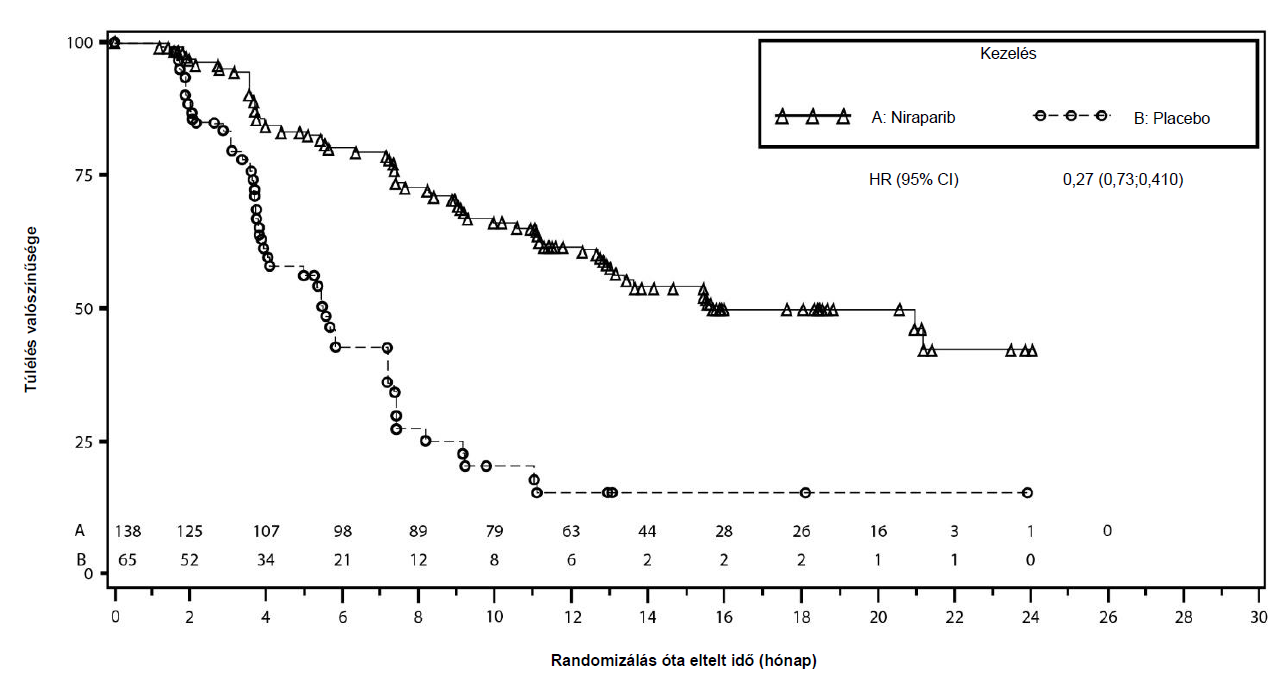 Kezelés
A: Niraparib
B: Placebo
HR (95% CI)
0,27 (0,73;0,410)
Túlélés valószínűsége
100
75
50
25
0
A 138 125 107 98 89 79 63 44 28 26 16 3 1 0
B 65 52 34 21 12 8 6 2 2 2 1 1 0
0 2 4 6 8 10 12 14 16 18 20 22 24 26 28 30
Randomizálás óta eltelt idő (hónap)